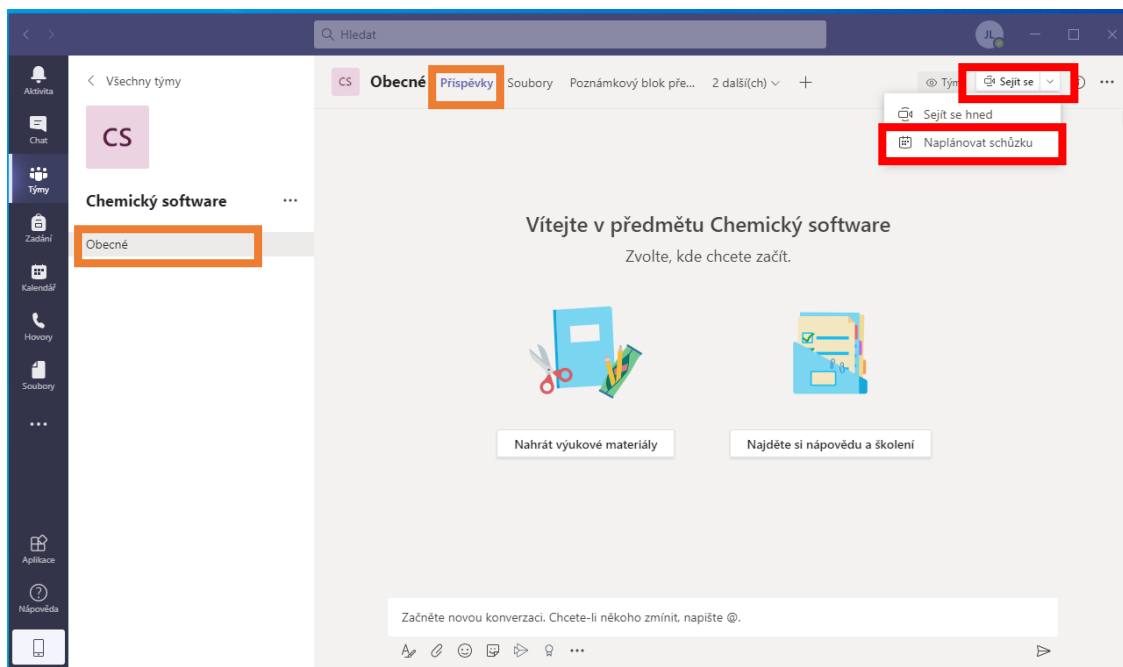 Hledat
JL
Aktivita
Chat
Týmy
Zadání
Kalendář
Hovory
Soubory
Aplikace
Nápověda
Všechny týmy
CS
Chemický software
Obecné
CS Obecné Příspěvky Soubory Poznámkový blok pře... 2 další(ch) Sejít se
Sejít se hned
Naplánovat schůzku
Vítejte v předmětu Chemický software
Zvolte, kde chcete začít.
Nahrát výukové materiály
Najděte si nápovědu a školení
Začněte novou konverzaci. Chcete-li někoho zmínit, napište @.